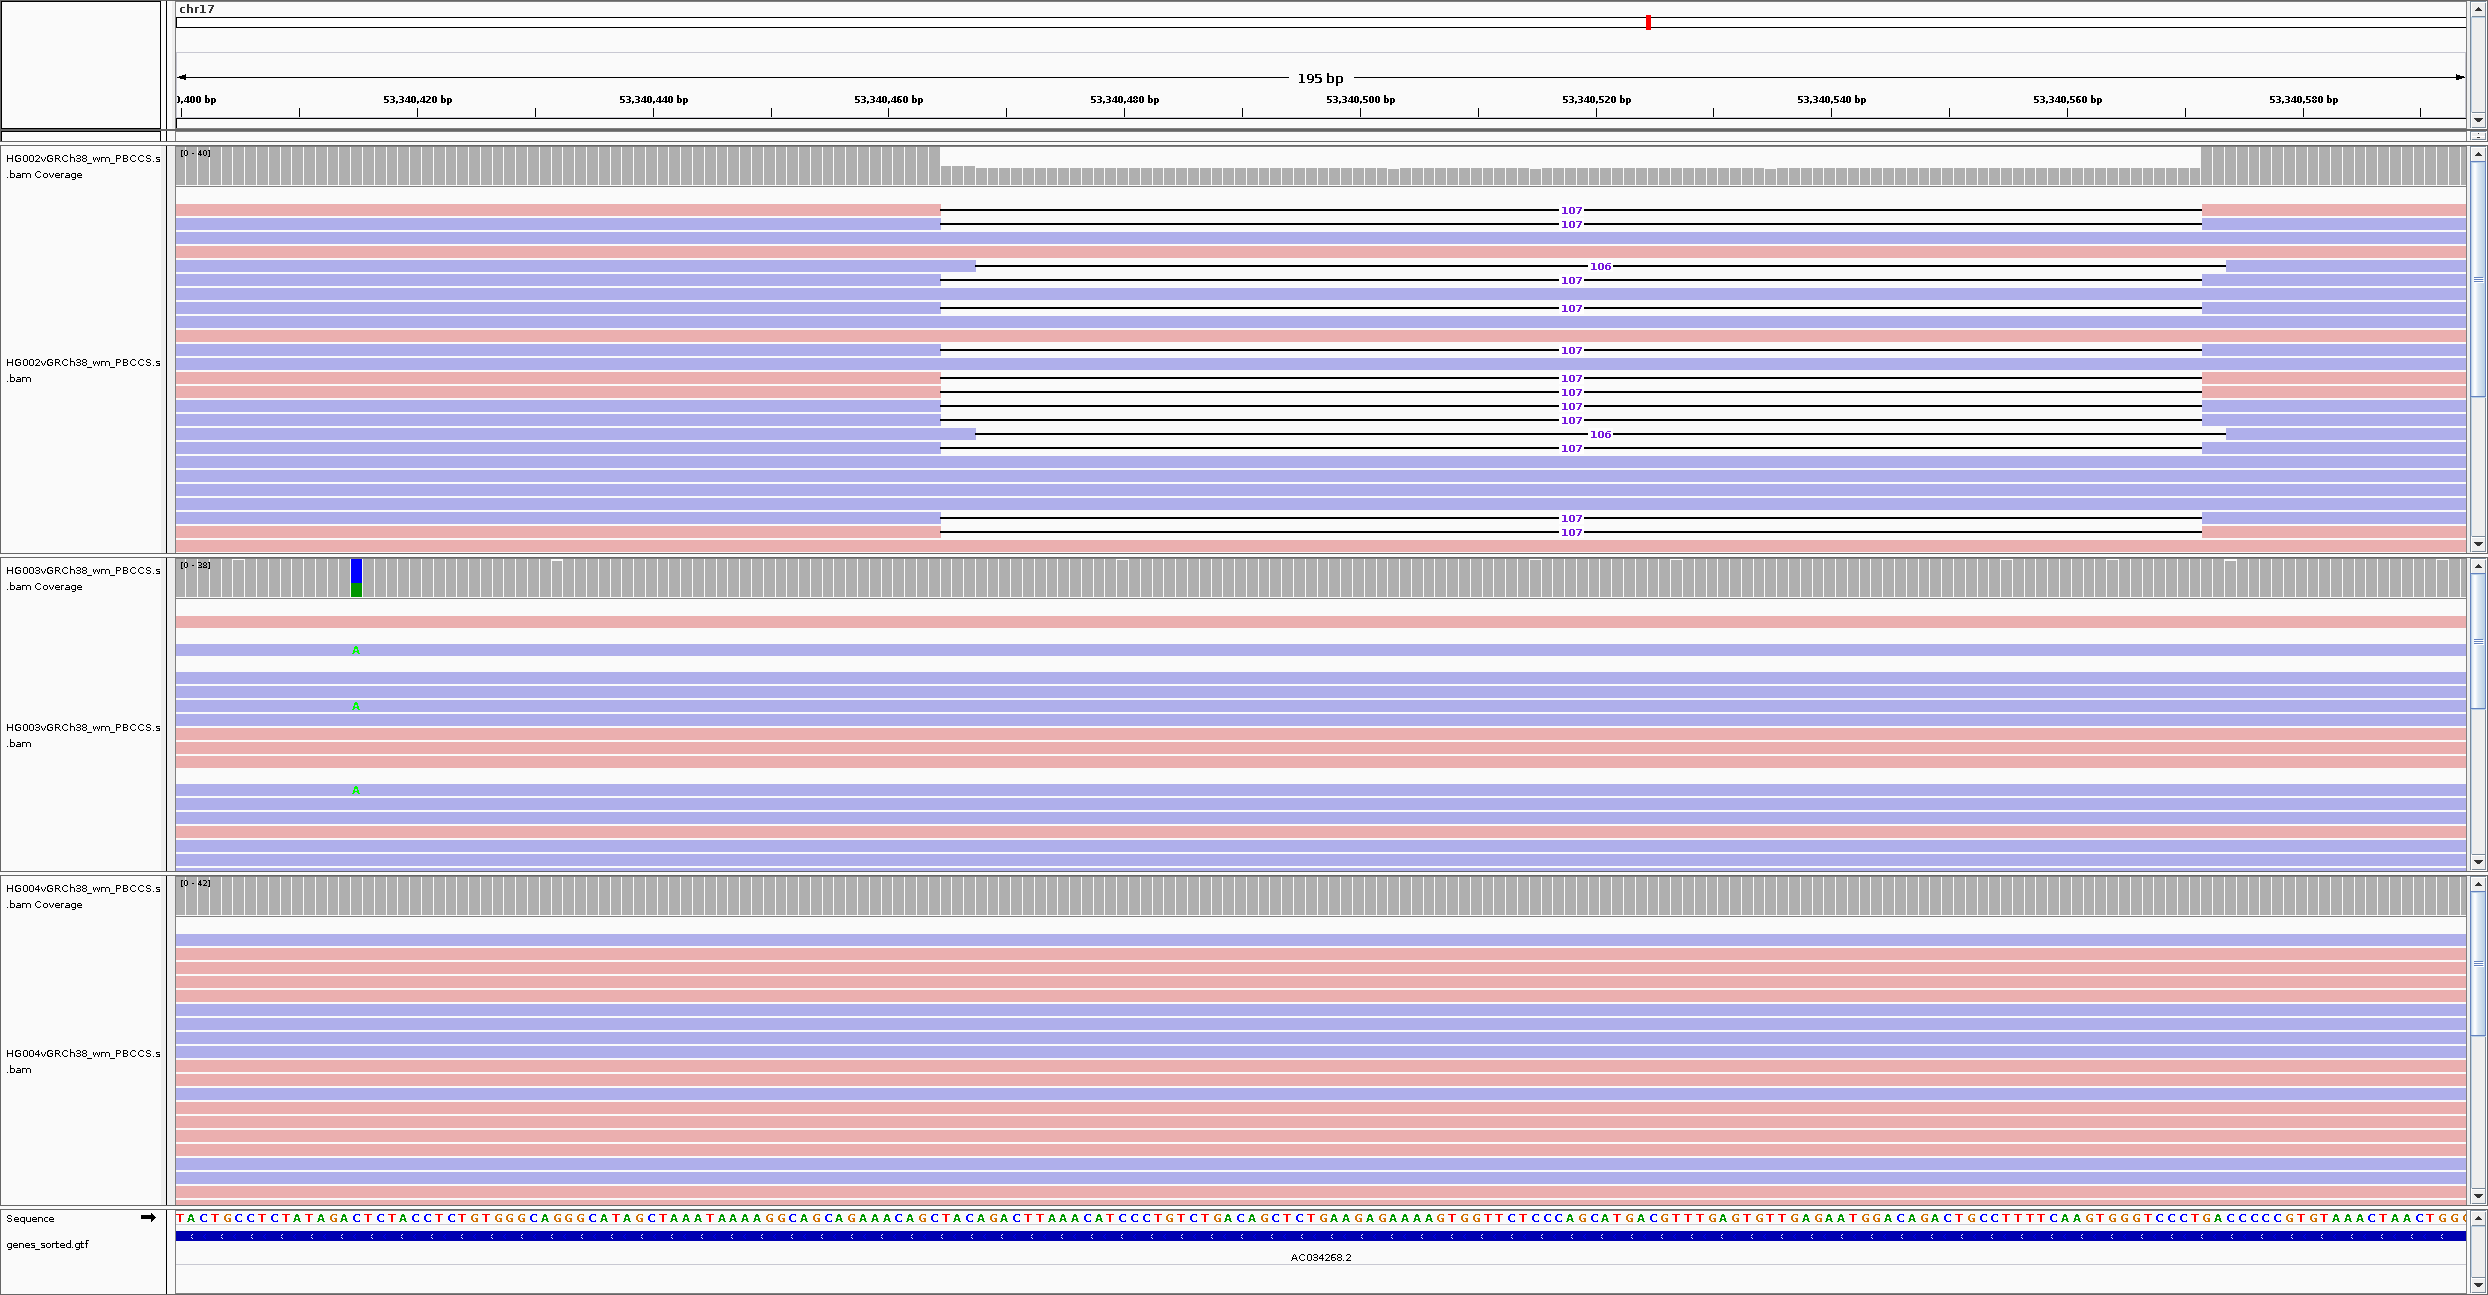 chr17
195 bp
0,400 bp 53,340,420 bp 53,340,440 bp 53,340,460 bp 53,340,480 bp 53,340,500 bp 53,340,520 bp 53,340,540 bp 53,340,560 bp 53,340,580 bp
HG002vGRCh38_wm_PBCCS.s
.bam Coverage
[0 - 40]
107
107
106
107
107
HG002vGRCh38_wm_PBCCS.s
.bam
107
107
107
107
107
106
107
107
107
HG003vGRCh38_wm_PBCCS.s
.bam Coverage
[0 - 38]
A
A
HG003vGRCh38_wm_PBCCS.s
.bam
A
HG004vGRCh38_wm_PBCCS.s
.bam Coverage
[0 - 42]
HG004vGRCh38_wm_PBCCS.s
.bam
Sequence
TACTGCCTCTATAGACTCTACCTCTGTGGGCAGGGCATAGCTAAATAAAAGGCAGCAGAAACAGCTACAGACTTAAACATCCCTGTCTGACAGCTCTGAAGAGAAAAGTGGTTCTCCCAGCATGACGTTTGAGTGTTGAGAATGGACAGACTGCCTTTTCAAGTGGGTCCCTGACCCCCGTGTAAACTAACTGGG
genes_sorted.gtf
AC034268.2